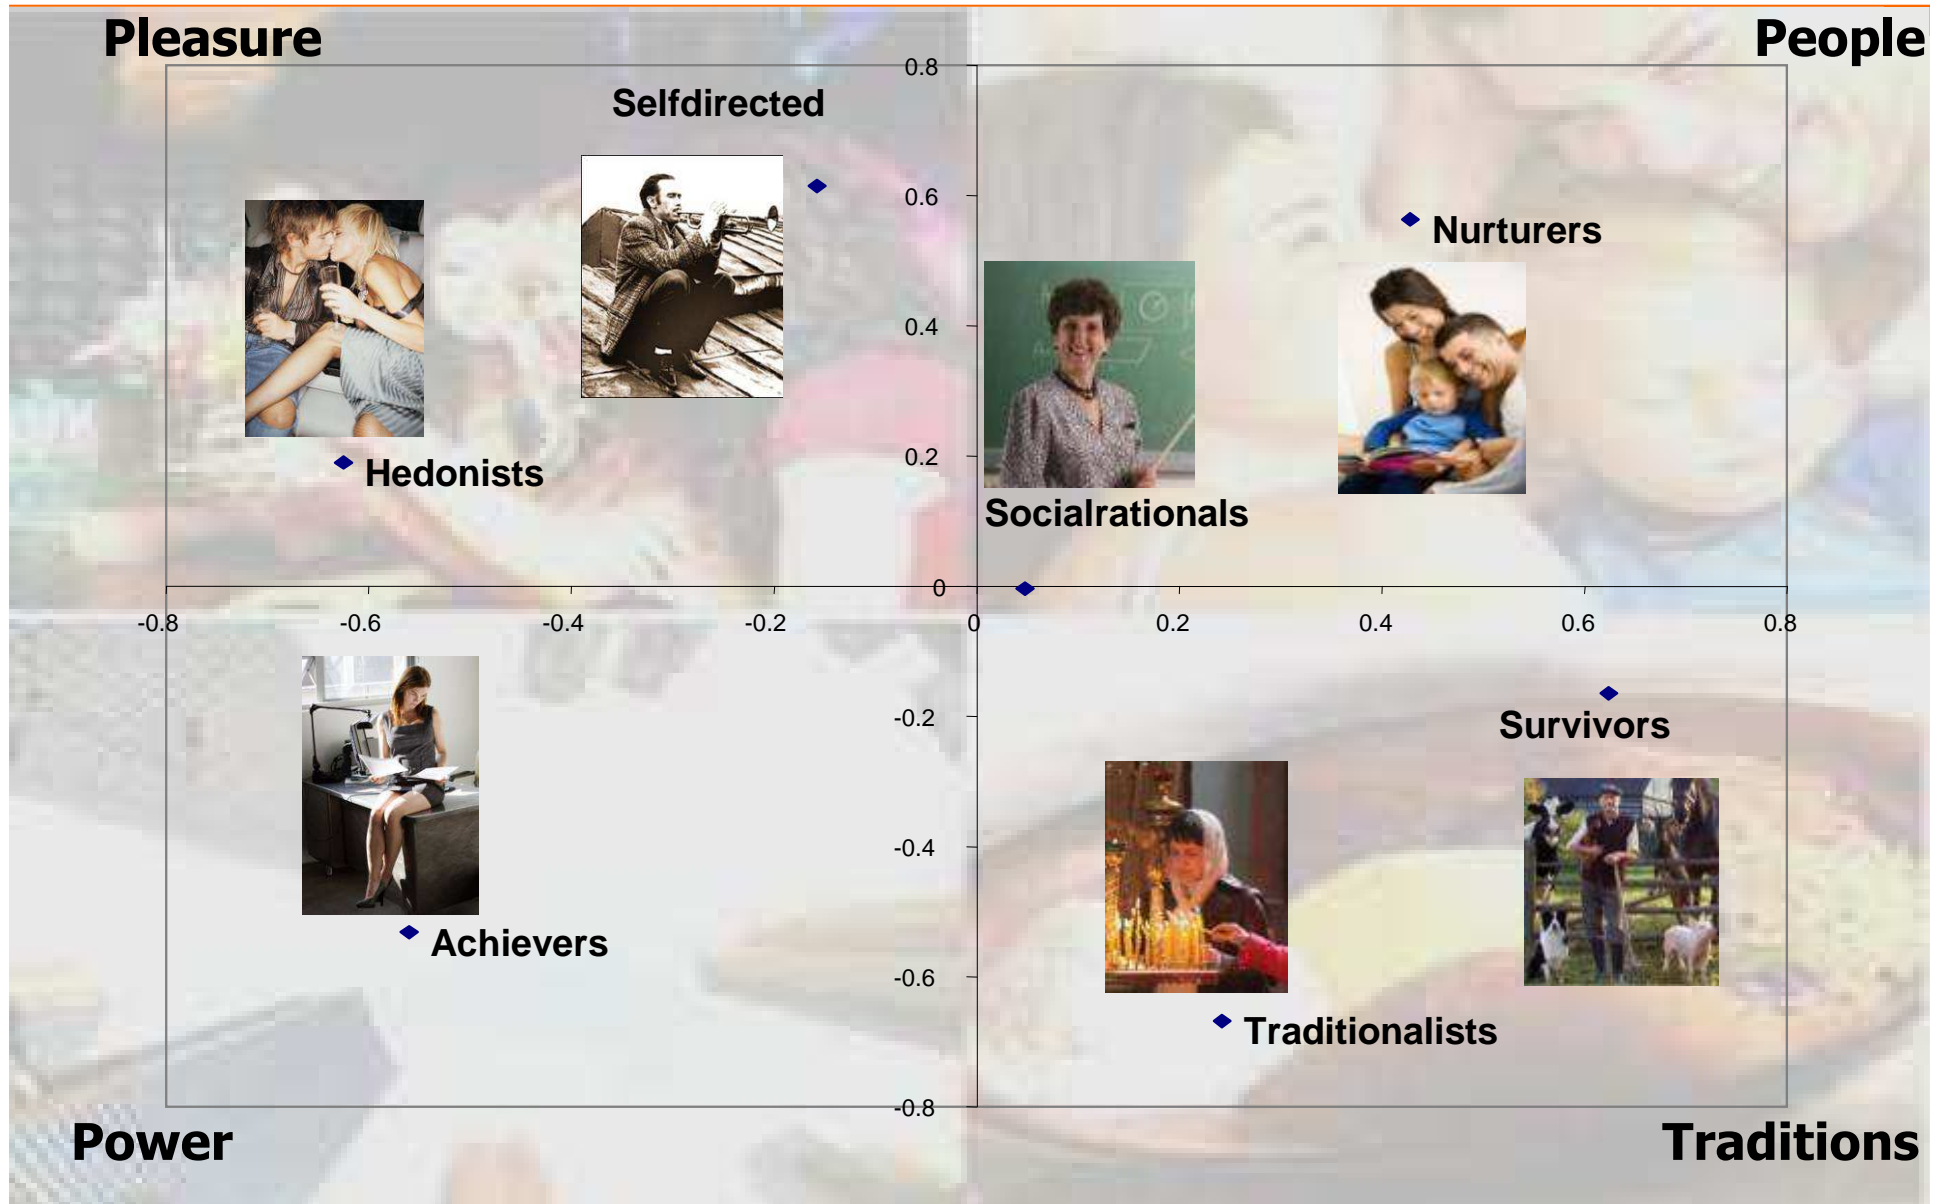 Pleasure
People
0.8
Selfdirected
0.6
Nurturers
0.4
0.2
Hedonists
Socialrationals
0
-0.8 -0.6 -0.4 -0.2 0 0.2 0.4 0.6 0.8
-0.2
Survivors
-0.4
Achievers
-0.6
Traditionalists
-0.8
Power
Traditions